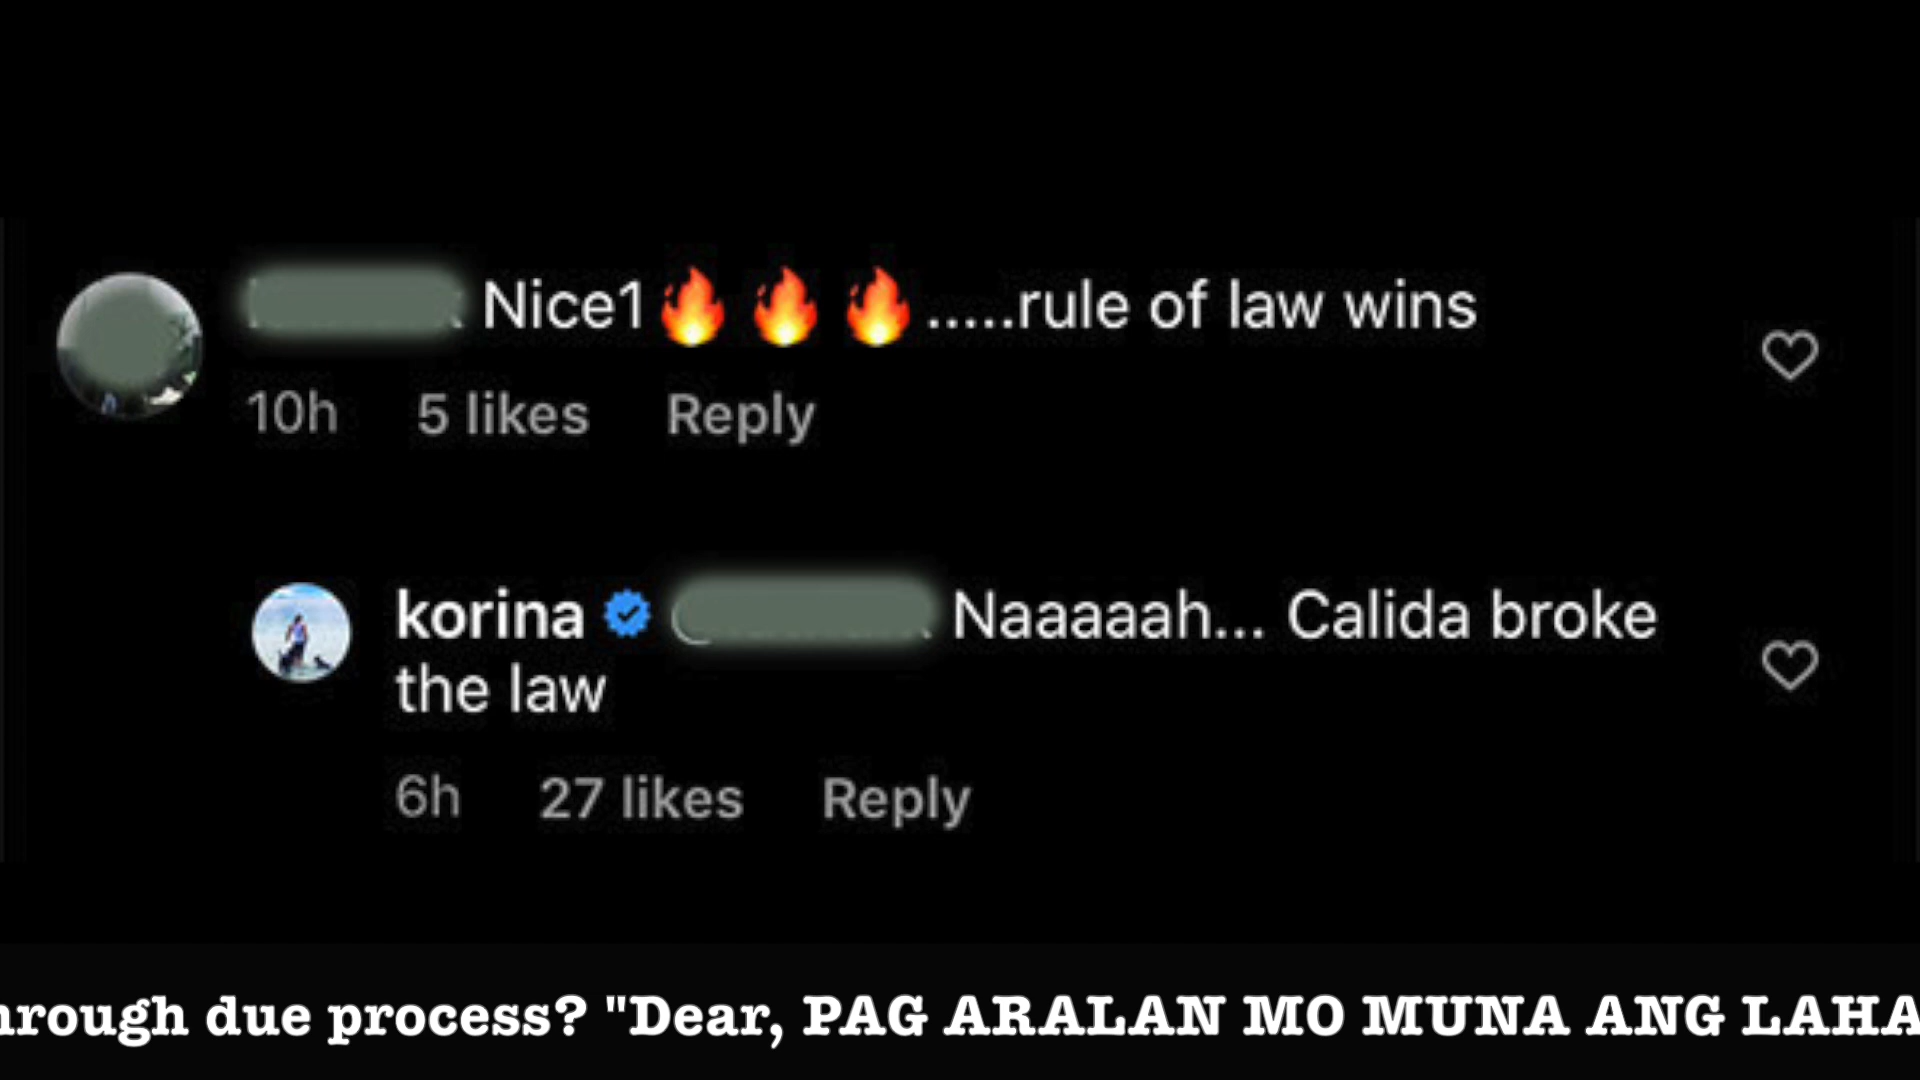 Nice1🔥🔥🔥.....rule of law wins
10h 5 likes Reply
korina Naaaaah... Calida broke
the law
6h 27 likes Reply
hrough due process? "Dear, PAG ARALAN MO MUNA ANG LAHA